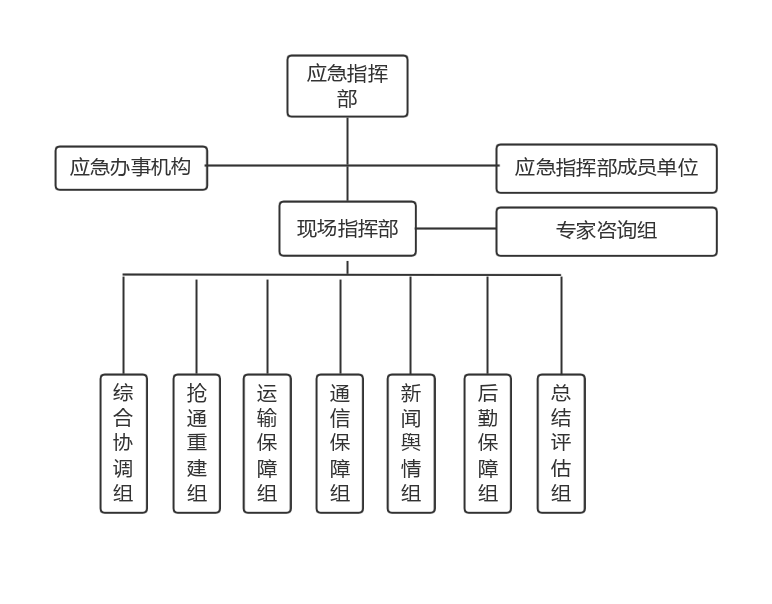 应急指挥
部
应急办事机构
应急指挥部成员单位
现场指挥部
专家咨询组
综合协调组
抢通重建组
运输保障组
通信保障组
新闻舆情组
后勤保障组
总结评估组